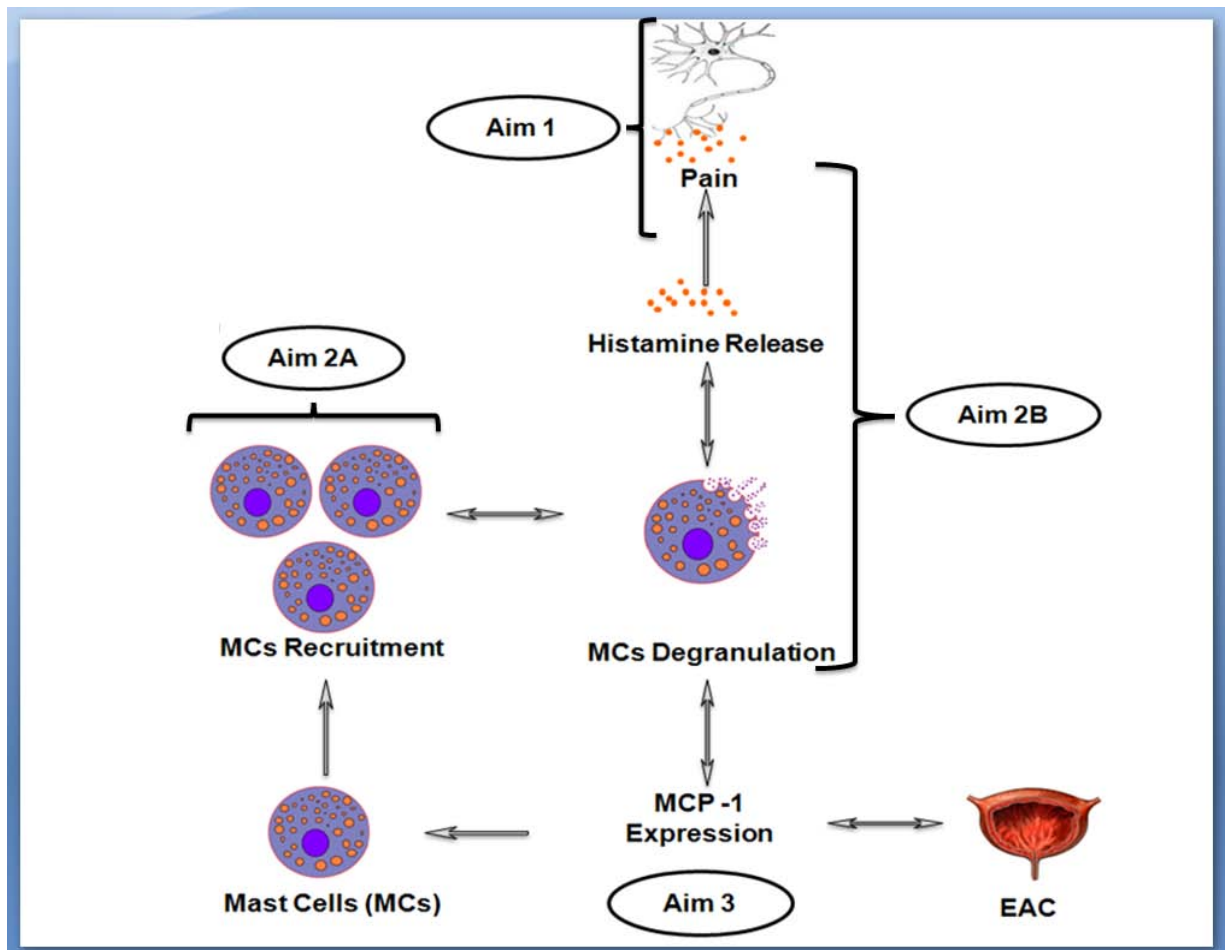 Aim 1
Pain
Histamine Release
Aim 2A
Aim 2B
MCs Recruitment
MCs Degranulation
MCP -1
Expression
Mast Cells (MCs)
Aim 3
EAC